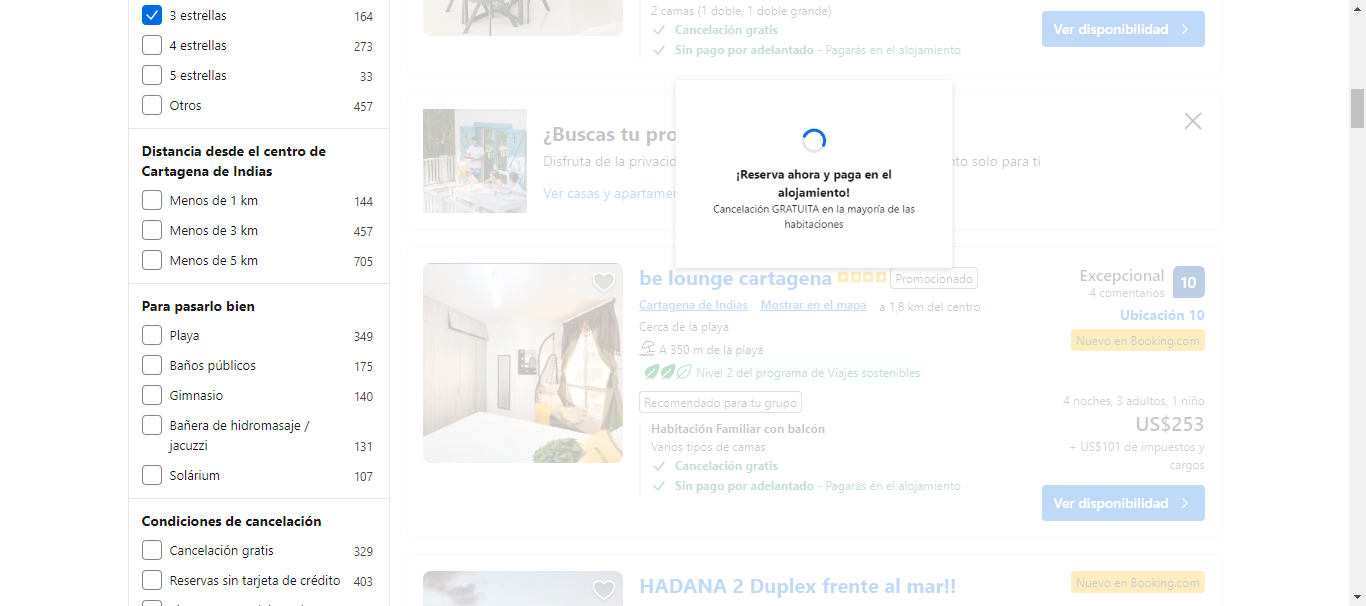 3 estrellas 164
4 estrellas 273
5 estrellas 33
Otros 457
Distancia desde el centro de
Cartagena de Indias
Menos de 1 km 144
Menos de 3 km 457
Menos de 5 km 705
Para pasarlo bien
Playa 349
Baños públicos 175
Gimnasio 140
Bañera de hidromasaje /
jacuzzi 131
Solárium 107
Condiciones de cancelación
Cancelación gratis 329
Reservas sin tarjeta de crédito 403
2 camas (1 doble, 1 doble grande)
Cancelación gratis
Sin pago por adelantado - Pagarás en el alojamiento
Ver disponibilidad
¿Buscas tu
Disfruta de la
solo para ti
Ver casas y
¡Reserva ahora y paga en el
alojamiento!
Cancelación GRATUITA en la mayoría de las
habitaciones
be lounge cartagena Promocionado
Cartagena de Indias Mostrar en el mapa a 1,8 km del centro
Cerca de la playa
A 350 m de la playa
Nivel 2 del programa de Viajes sostenibles
Recomendado para tu grupo
Habitación Familiar con balcón
Varios tipos de camas
Cancelación gratis
Sin pago por adelantado - Pagarás en el alojamiento
Excepcional 10
4 comentarios
Ubicación 10
Nuevo en Booking.com
4 noches, 3 adultos, 1 niño
US$253
+ US$101 de impuestos y
cargos
Ver disponibilidad
HADANA 2 Duplex frente al mar!!
Nuevo en Booking.com